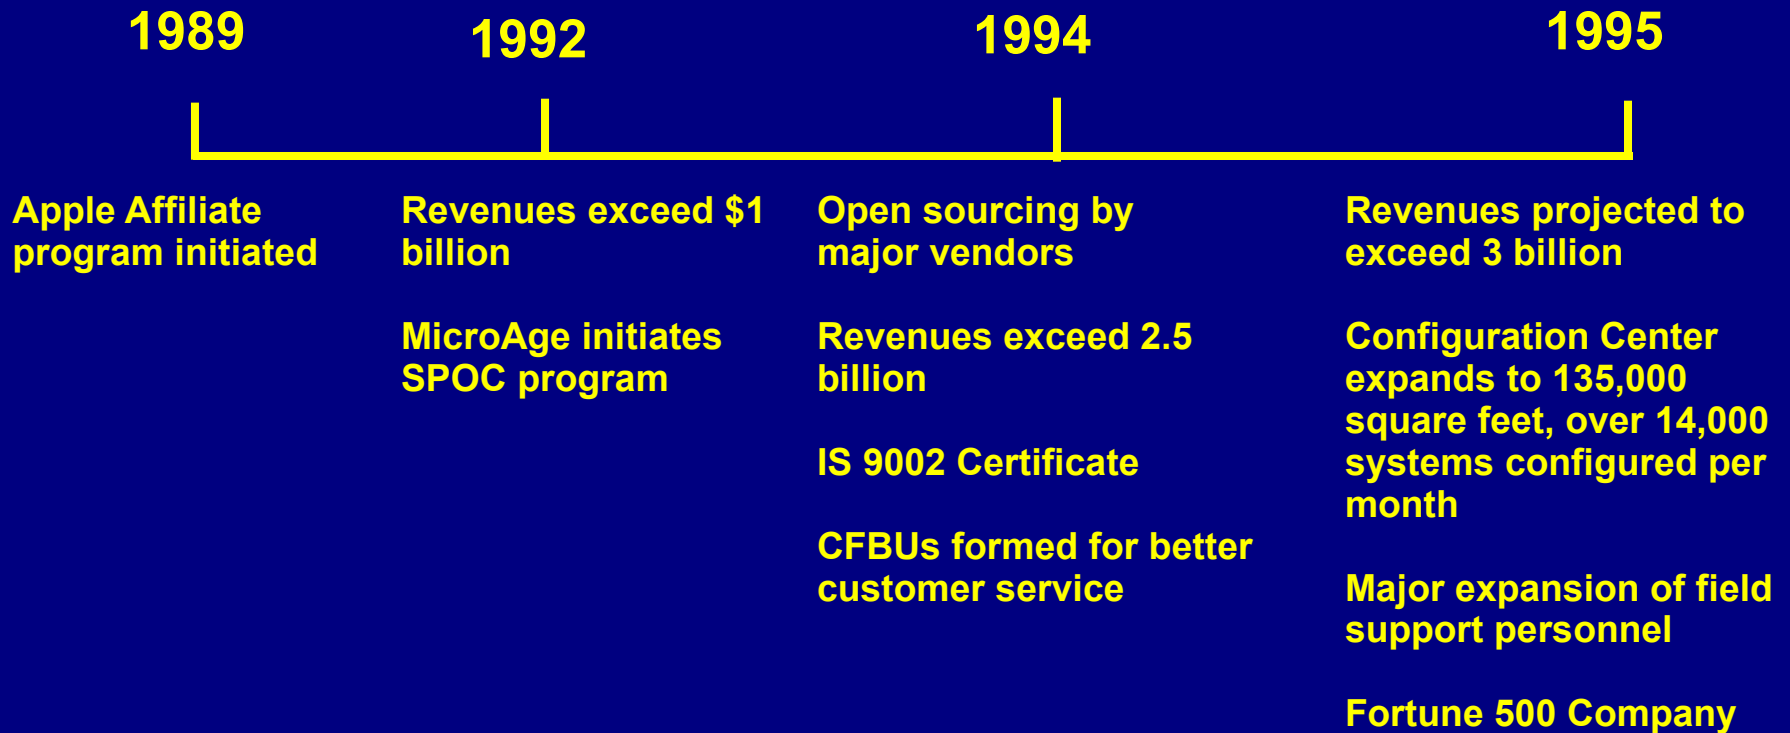 1989
Apple Affiliate
program initiated
1992
Revenues exceed $1
billion
MicroAge initiates
SPOC program
1994
Open sourcing by
major vendors
Revenues exceed 2.5
billion
IS 9002 Certificate
CFBUs formed for better
customer service
1995
Revenues projected to
exceed 3 billion
Configuration Center
expands to 135,000
square feet, over 14,000
systems configured per
month
Major expansion of field
support personnel
Fortune 500 Company